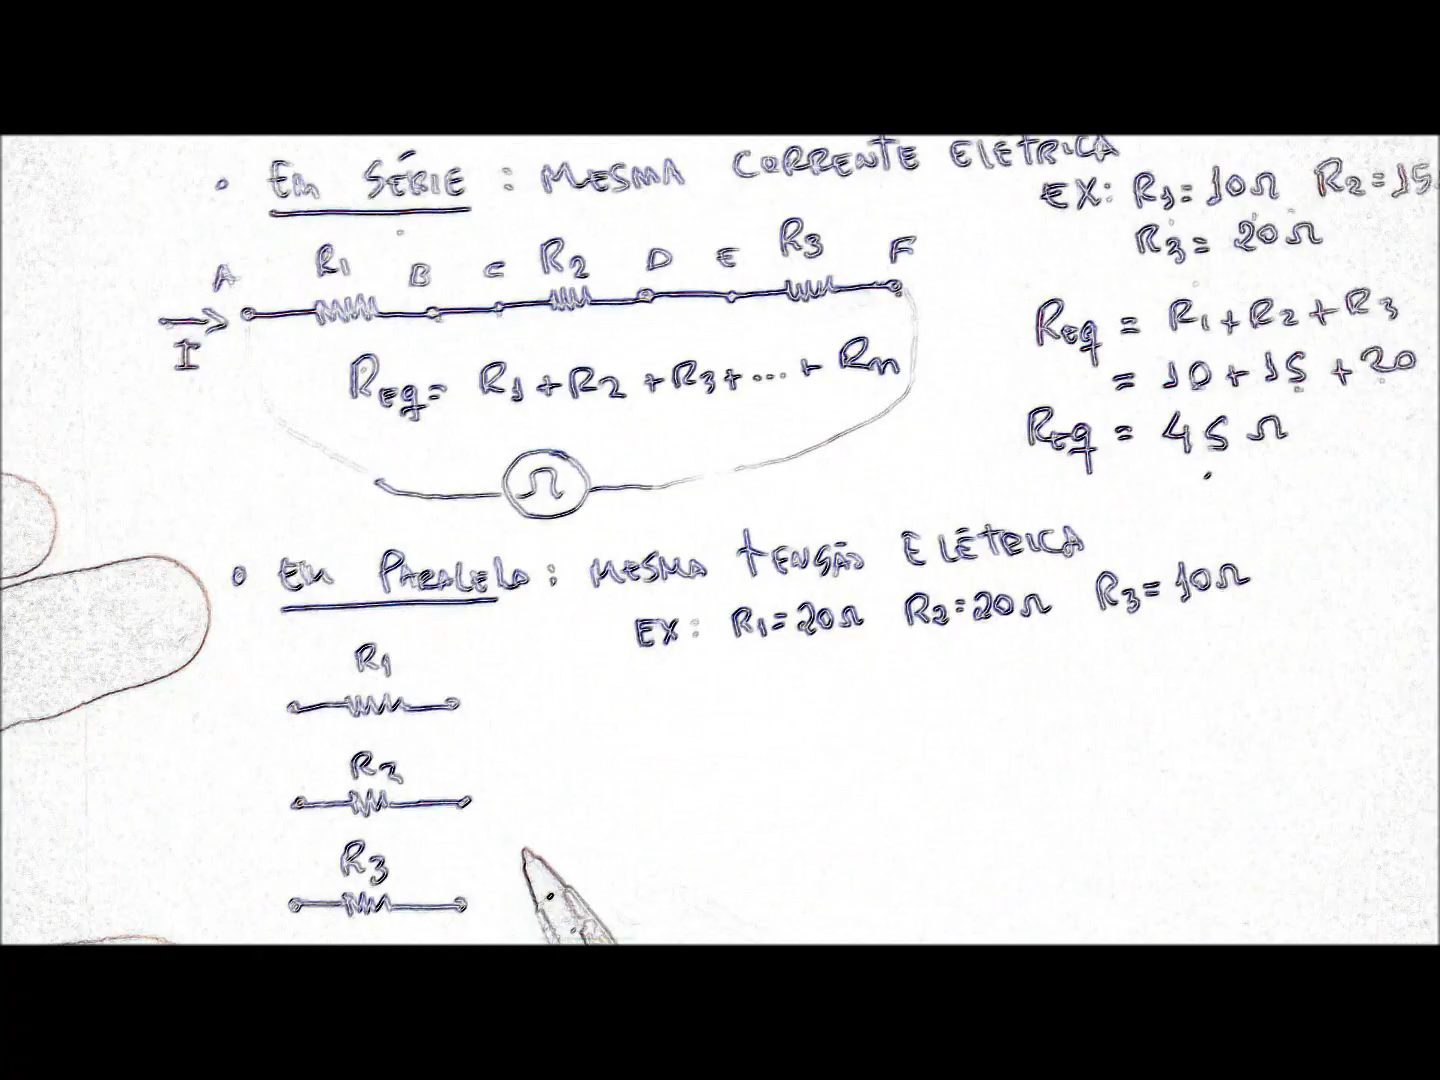 • EM SÉRIE : MESMA CORRENTE ELÉTRICA
EX: R1 = 10Ω R2 = 15
R3 = 20Ω
A R1 B C R2 D E R3 F
I
REq = R1 + R2 + R3 + ... + Rn
Ω
REq = R1 + R2 + R3
= 10 + 15 + 20
REq = 45 Ω
• EM PARALELO : MESMA TENSÃO ELÉTRICA
EX: R1 = 20Ω R2 = 20Ω R3 = 10Ω
R1
R2
R3